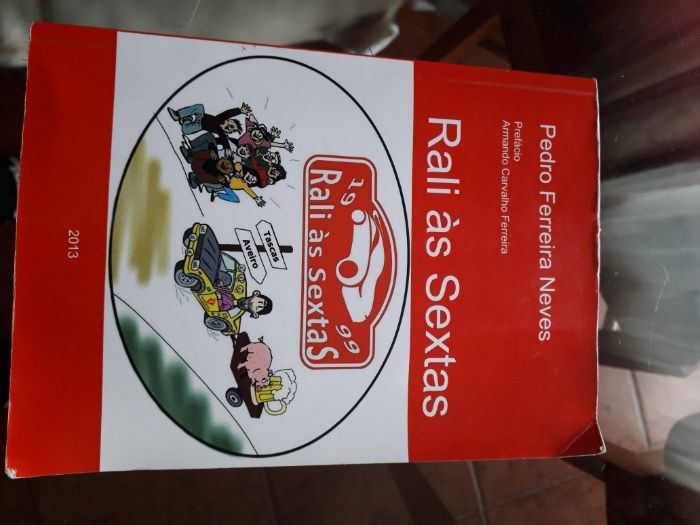 Pedro Ferreira Neves
Prefácio
Armando Carvalho Ferreira
Rali às Sextas
19 99
Rali às SextaS
Tascas
Aveiro
2013